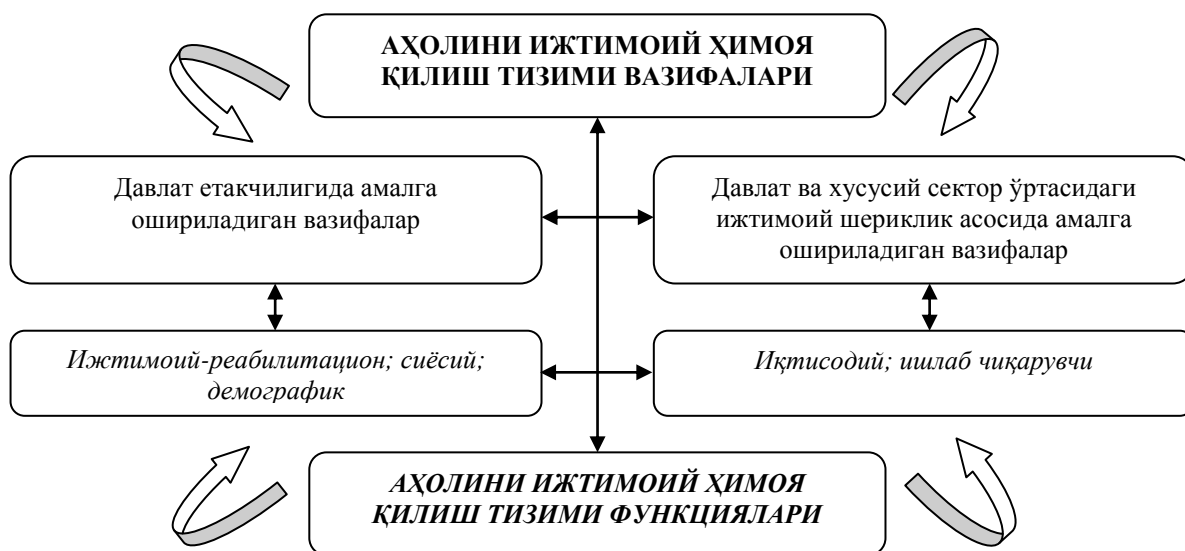 АҲОЛИНИ ИЖТИМОИЙ ҲИМОЯ
ҚИЛИШ ТИЗИМИ ВАЗИФАЛАРИ
Давлат етакчилигида амалга
ошириладиган вазифалар
Давлат ва хусусий сектор ўртасидаги
ижтимоий шериклик асосида амалга
ошириладиган вазифалар
Ижтимоий-реабилитацион; сиёсий;
демографик
Иқтисодий; ишлаб чиқарувчи
АҲОЛИНИ ИЖТИМОИЙ ҲИМОЯ
ҚИЛИШ ТИЗИМИ ФУНКЦИЯЛАРИ